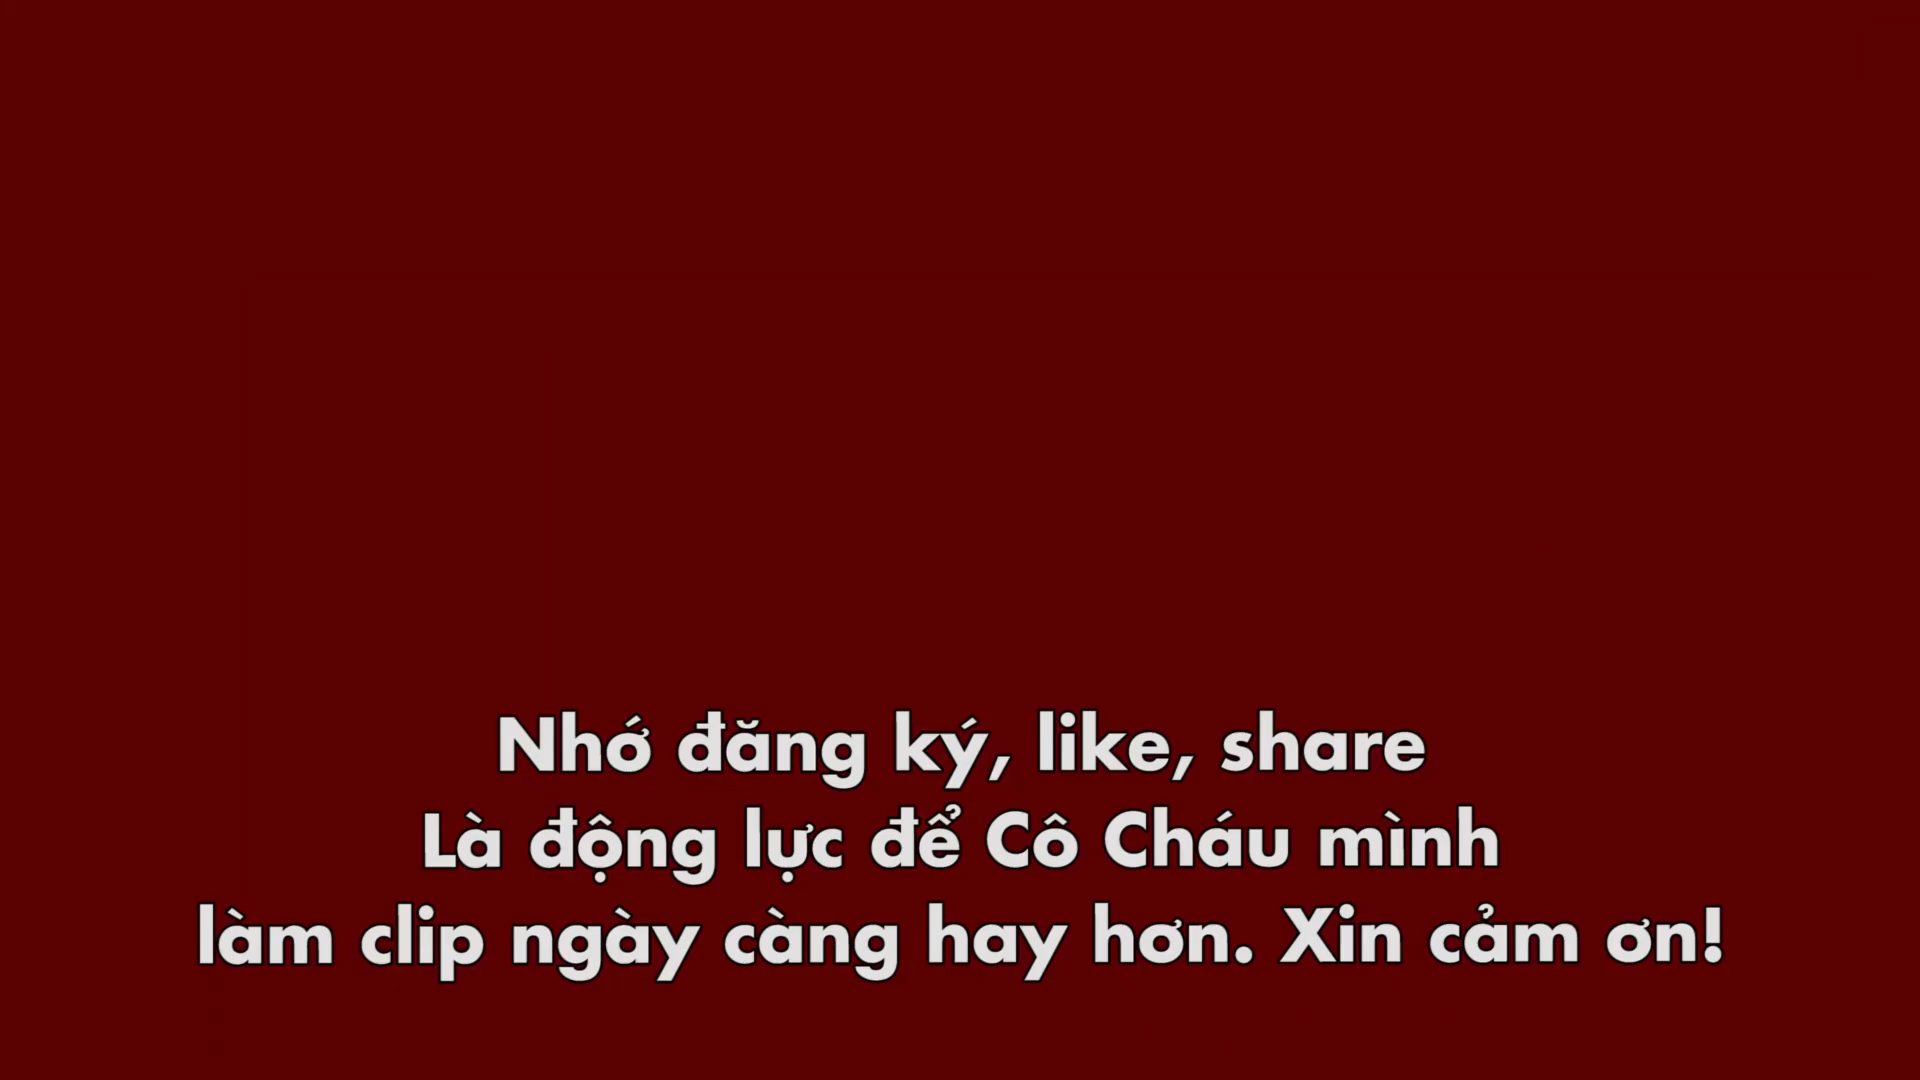 Nhớ đăng ký, like, share
Là động lực để Cô Cháu mình
làm clip ngày càng hay hơn. Xin cảm ơn!